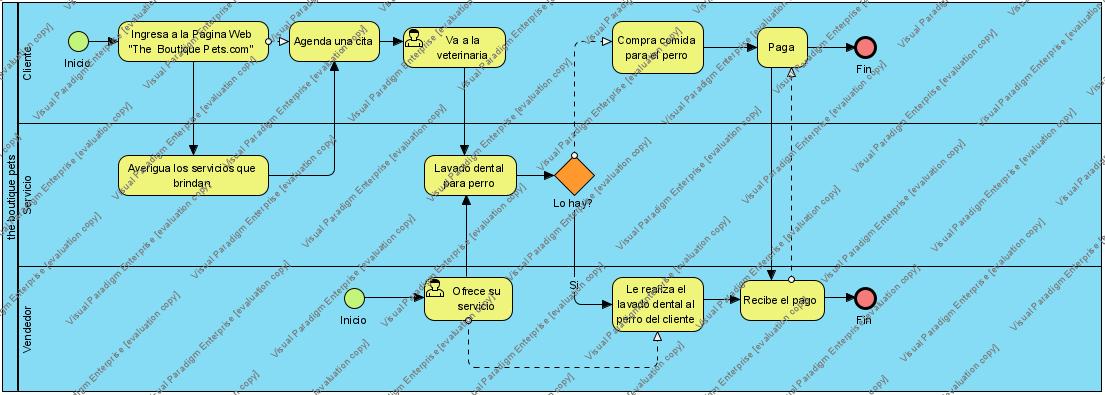 the boutique pets
Cliente
Inicio
Ingresa a la Pagina Web
"The Boutique Pets.com"
Agenda una cita
Va a la
veterinaria
Compra comida
para el perro
Paga
Fin
Servicio
Averigua los servicios que
brindan
Lavado dental
para perro
Lo hay?
Si
Vendedor
Inicio
Ofrece su
servicio
Le realiza el
lavado dental al
perro del cliente
Recibe el pago
Fin
Visual Paradigm Enterprise [evaluation copy]